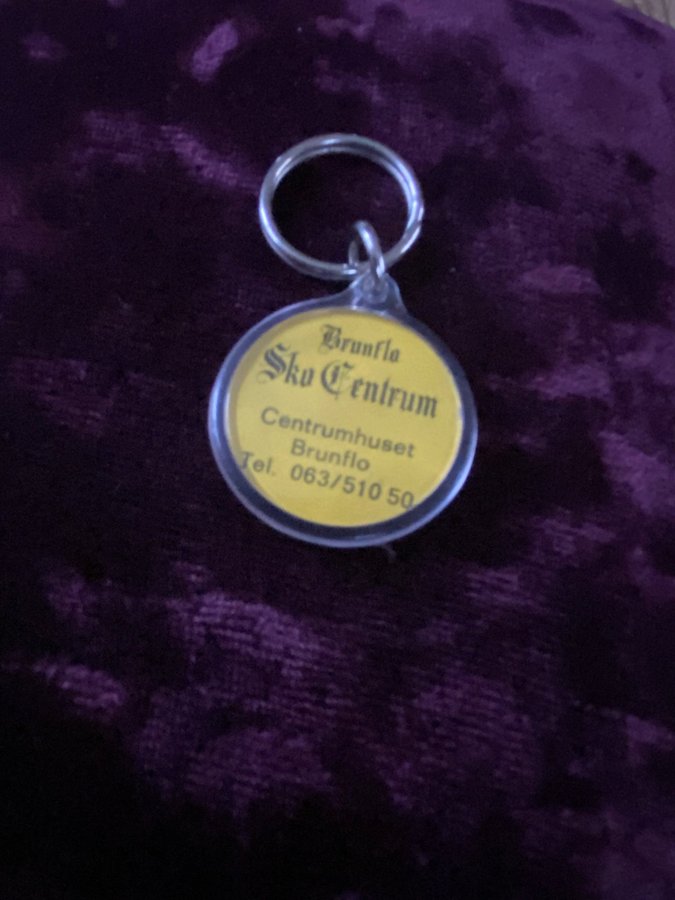 Brunflo
Sko Centrum
Centrumhuset
Brunflo
Tel. 063/510 50